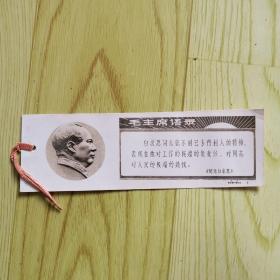 毛主席语录
白求恩同志毫不利己专门利人的精神，
表现在他对工作的极端的负责任，对同志
对人民的极端的热忱。
《纪念白求恩》